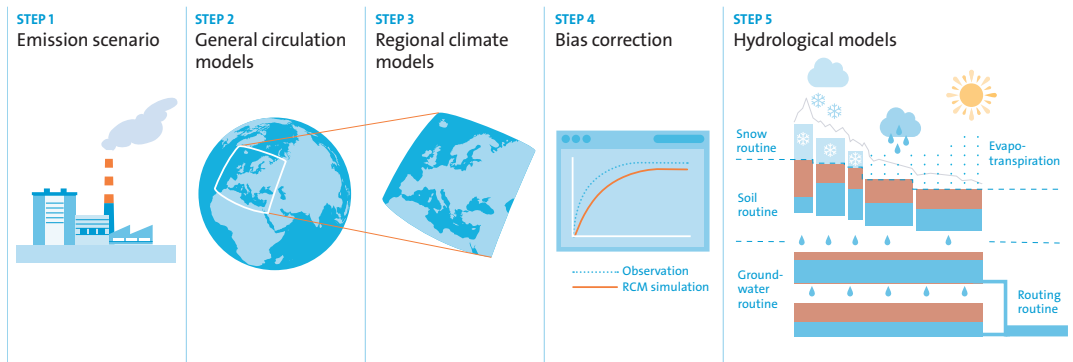 STEP 1
Emission scenario
STEP 2
General circulation
models
STEP 3
Regional climate
models
STEP 4
Bias correction
Observation
RCM simulation
STEP 5
Hydrological models
Snow
routine
Evapo-
transpiration
Soil
routine
Ground-
water
routine
Routing
routine